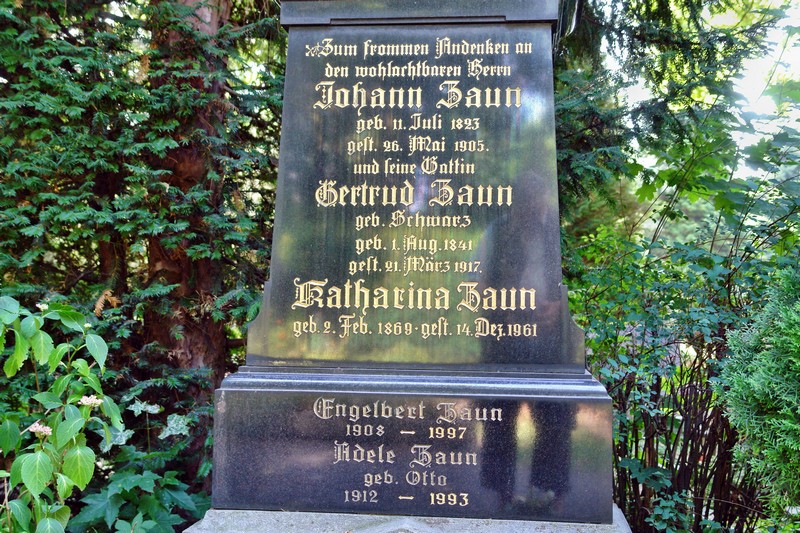 Zum frommen Andenken an
den wohlachtbaren Herrn
Johann Zaun
geb. 11. Juli 1823
gest. 26. Mai 1905.
und seine Gattin
Gertrud Zaun
geb. Schwarz
geb. 1. Aug. 1841
gest. 21. März 1917.
Katharina Zaun
geb. 2. Feb. 1869 · gest. 14. Dez. 1961
Engelbert Zaun
1908 — 1997
Adele Zaun
geb. Otto
1912 — 1993